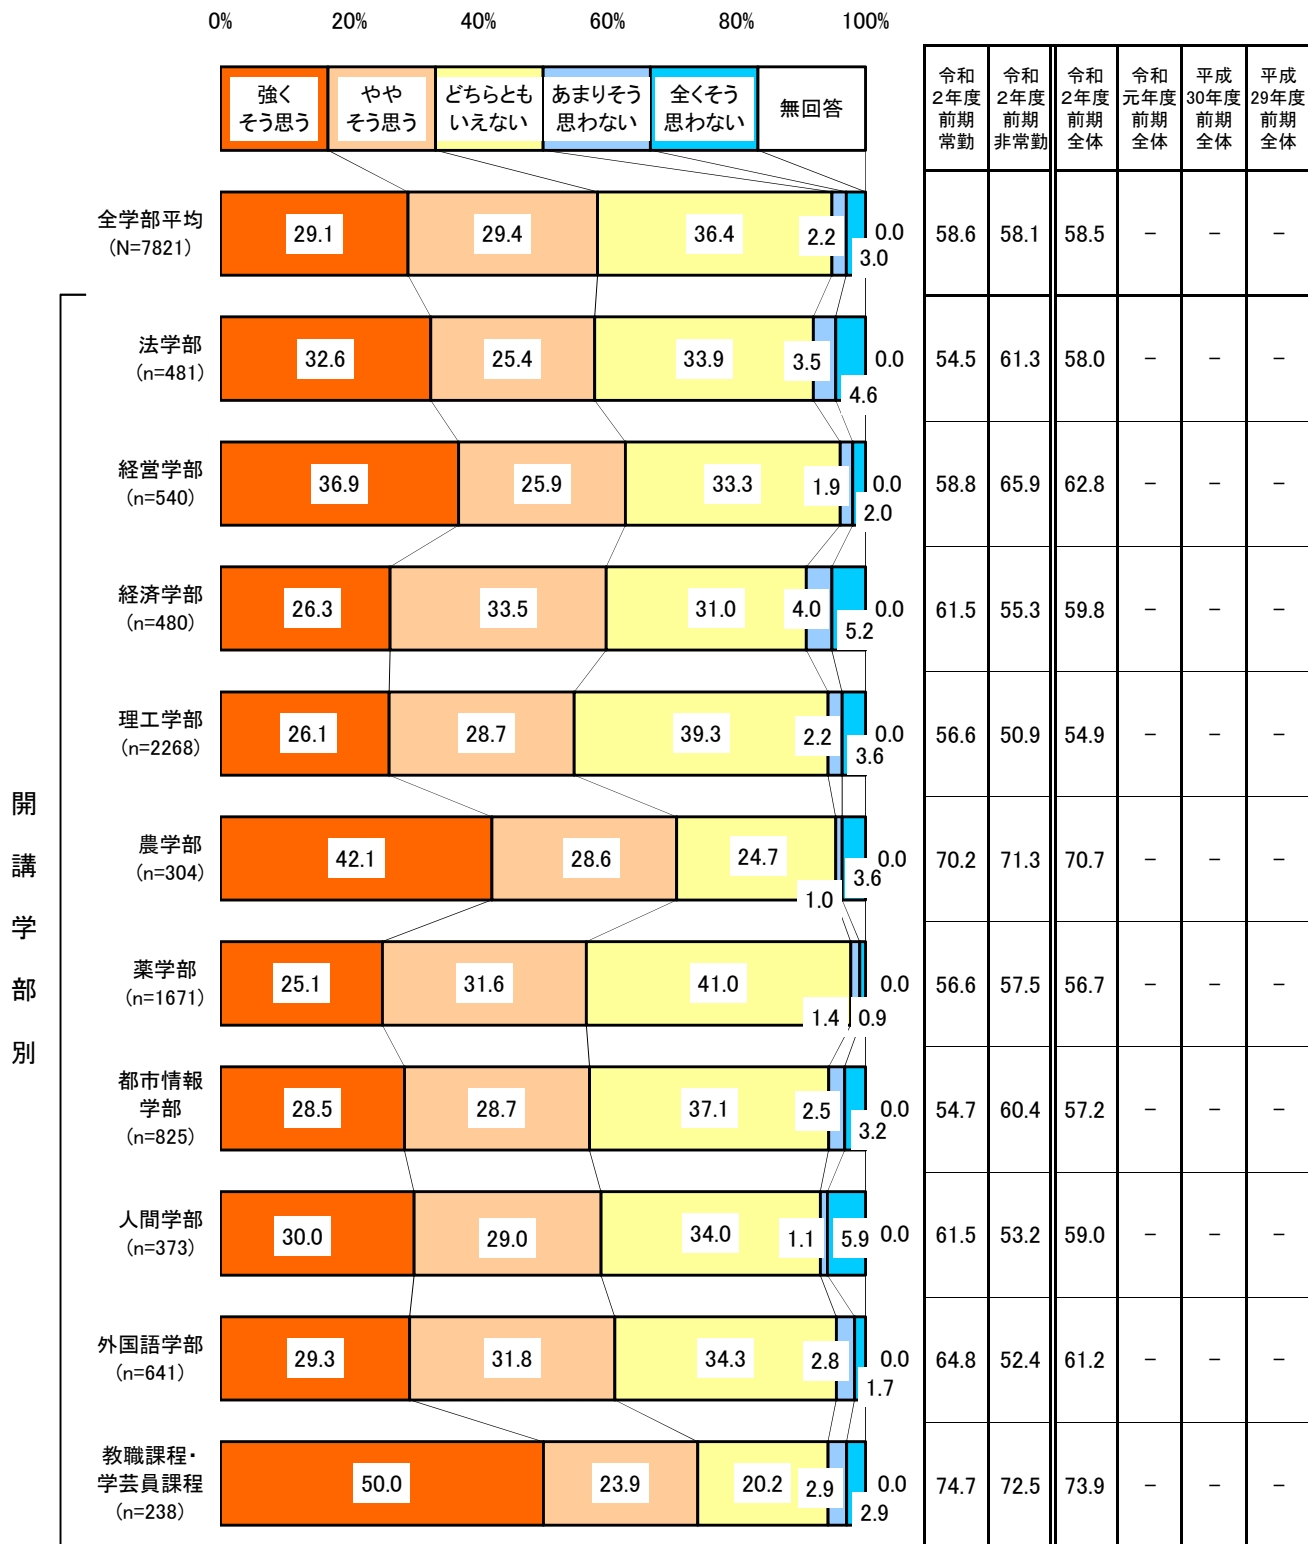 0% 20% 40% 60% 80% 100%
強く
そう思う
やや
そう思う
どちらとも
いえない
あまりそう
思わない
全くそう
思わない
無回答
令和
２年度
前期
常勤
令和
２年度
前期
非常勤
令和
２年度
前期
全体
令和
元年度
前期
全体
平成
30年度
前期
全体
平成
29年度
前期
全体
全学部平均
(N=7821)
29.1 29.4 36.4 2.2 3.0 0.0 58.6 58.1 58.5 － － －
開講学部別
法学部
(n=481)
32.6 25.4 33.9 3.5 4.6 0.0 54.5 61.3 58.0 － － －
経営学部
(n=540)
36.9 25.9 33.3 1.9 2.0 0.0 58.8 65.9 62.8 － － －
経済学部
(n=480)
26.3 33.5 31.0 4.0 5.2 0.0 61.5 55.3 59.8 － － －
理工学部
(n=2268)
26.1 28.7 39.3 2.2 3.6 0.0 56.6 50.9 54.9 － － －
農学部
(n=304)
42.1 28.6 24.7 1.0 3.6 0.0 70.2 71.3 70.7 － － －
薬学部
(n=1671)
25.1 31.6 41.0 1.4 0.9 0.0 56.6 57.5 56.7 － － －
都市情報
学部
(n=825)
28.5 28.7 37.1 2.5 3.2 0.0 54.7 60.4 57.2 － － －
人間学部
(n=373)
30.0 29.0 34.0 1.1 5.9 0.0 61.5 53.2 59.0 － － －
外国語学部
(n=641)
29.3 31.8 34.3 2.8 1.7 0.0 64.8 52.4 61.2 － － －
教職課程・
学芸員課程
(n=238)
50.0 23.9 20.2 2.9 2.9 0.0 74.7 72.5 73.9 － － －